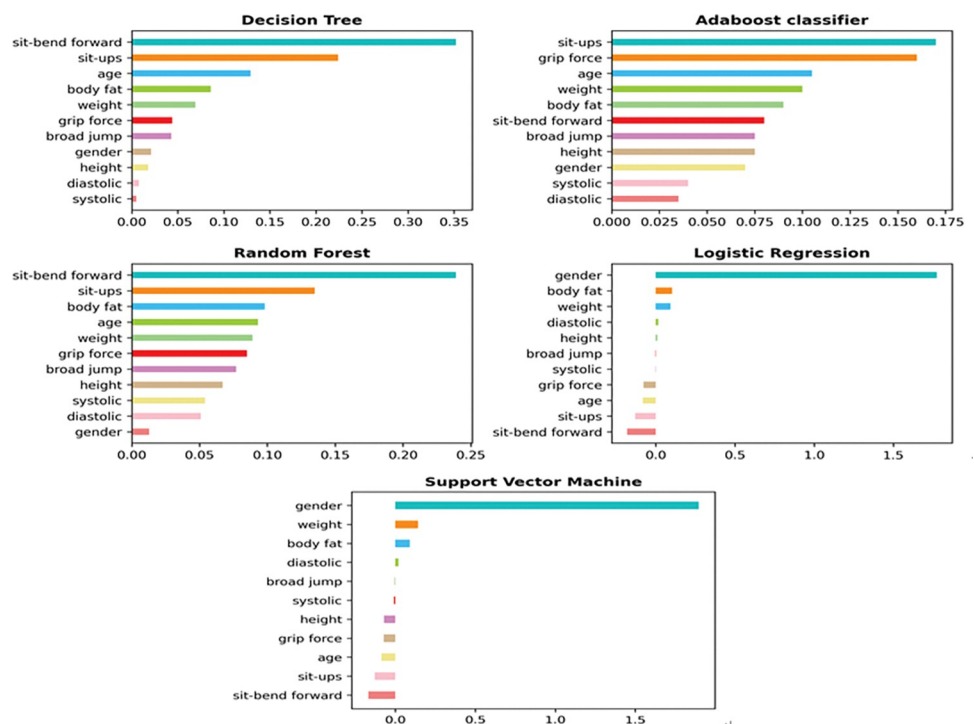 Decision Tree
sit-bend forward
sit-ups
age
body fat
weight
grip force
broad jump
gender
height
diastolic
systolic
0.00 0.05 0.10 0.15 0.20 0.25 0.30 0.35
Adaboost classifier
sit-ups
grip force
age
weight
body fat
sit-bend forward
broad jump
height
gender
systolic
diastolic
0.000 0.025 0.050 0.075 0.100 0.125 0.150 0.175
Random Forest
sit-bend forward
sit-ups
body fat
age
weight
grip force
broad jump
height
systolic
diastolic
gender
0.00 0.05 0.10 0.15 0.20 0.25
Logistic Regression
gender
body fat
weight
diastolic
height
broad jump
systolic
grip force
age
sit-ups
sit-bend forward
0.0 0.5 1.0 1.5
Support Vector Machine
gender
weight
body fat
diastolic
broad jump
systolic
height
grip force
age
sit-ups
sit-bend forward
0.0 0.5 1.0 1.5